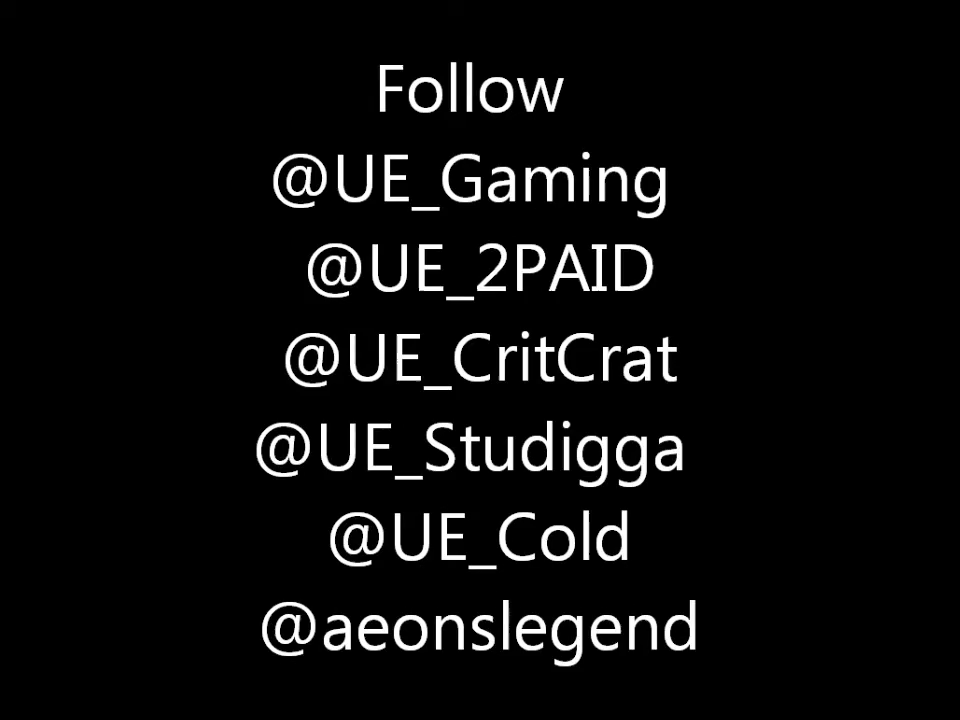 Follow
@UE_Gaming
@UE_2PAID
@UE_CritCrat
@UE_Studigga
@UE_Cold
@aeonslegend